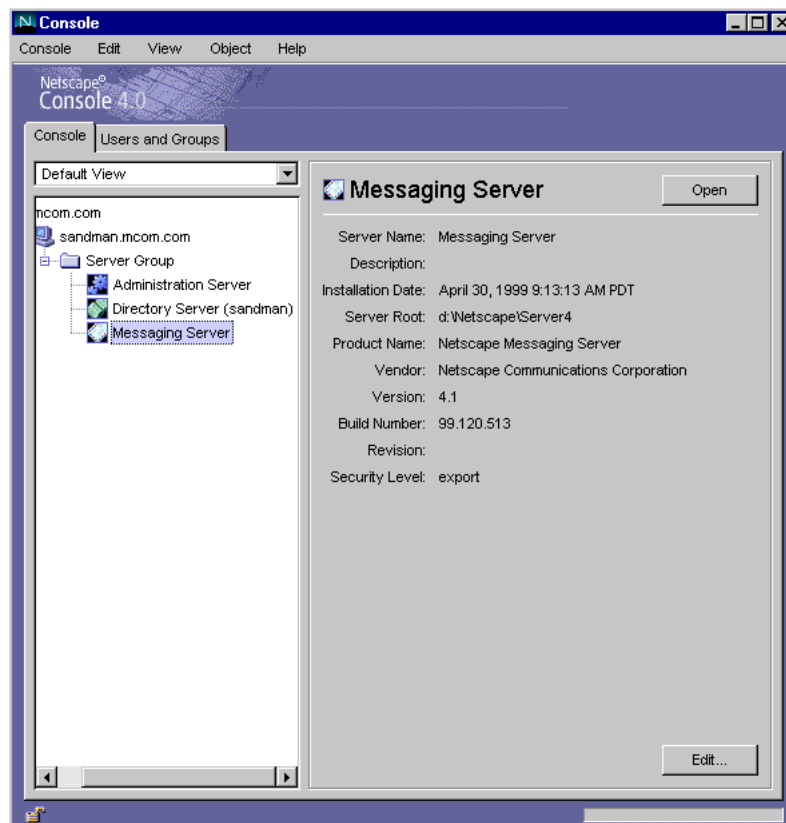 Console
Console Edit View Object Help
Netscape®
Console 4.0
Console Users and Groups
Default View
mcom.com
sandman.mcom.com
Server Group
Administration Server
Directory Server (sandman)
Messaging Server
Messaging Server Open
Server Name: Messaging Server
Description:
Installation Date: April 30, 1999 9:13:13 AM PDT
Server Root: d:\Netscape\Server4
Product Name: Netscape Messaging Server
Vendor: Netscape Communications Corporation
Version: 4.1
Build Number: 99.120.513
Revision:
Security Level: export
Edit...